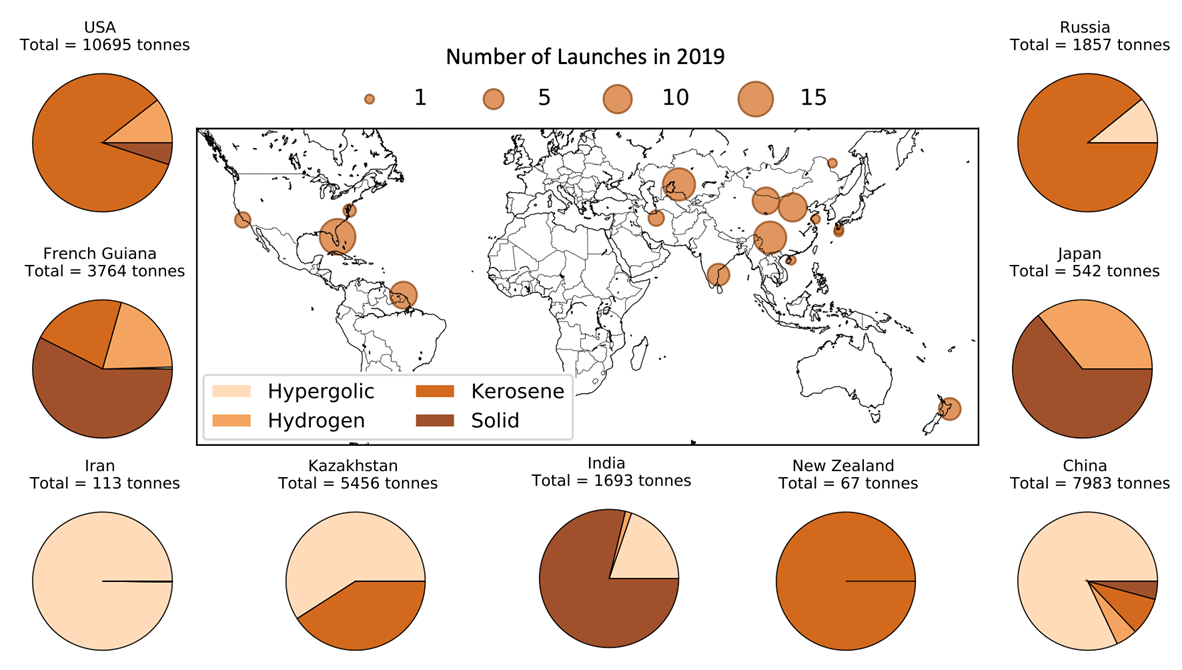 USA
Total = 10695 tonnes
Number of Launches in 2019
1 5 10 15
Russia
Total = 1857 tonnes
French Guiana
Total = 3764 tonnes
Japan
Total = 542 tonnes
Hypergolic Kerosene
Hydrogen Solid
Iran
Total = 113 tonnes
Kazakhstan
Total = 5456 tonnes
India
Total = 1693 tonnes
New Zealand
Total = 67 tonnes
China
Total = 7983 tonnes